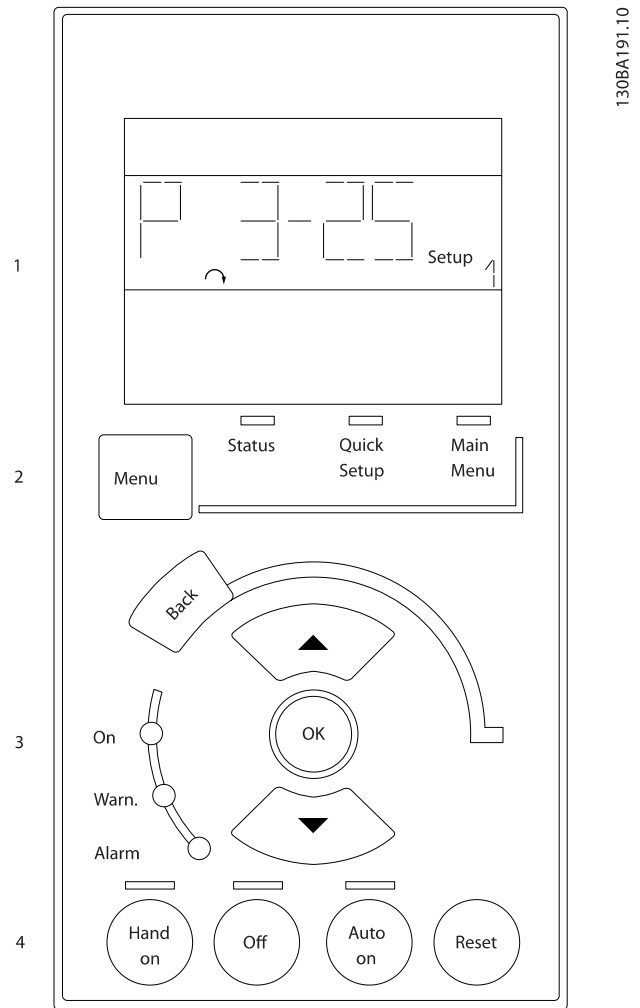 130BA191.10
P 3-25
Setup 1
1
Status
Quick Setup
Main Menu
2
Menu
Back
OK
3
On
Warn.
Alarm
4
Hand on
Off
Auto on
Reset